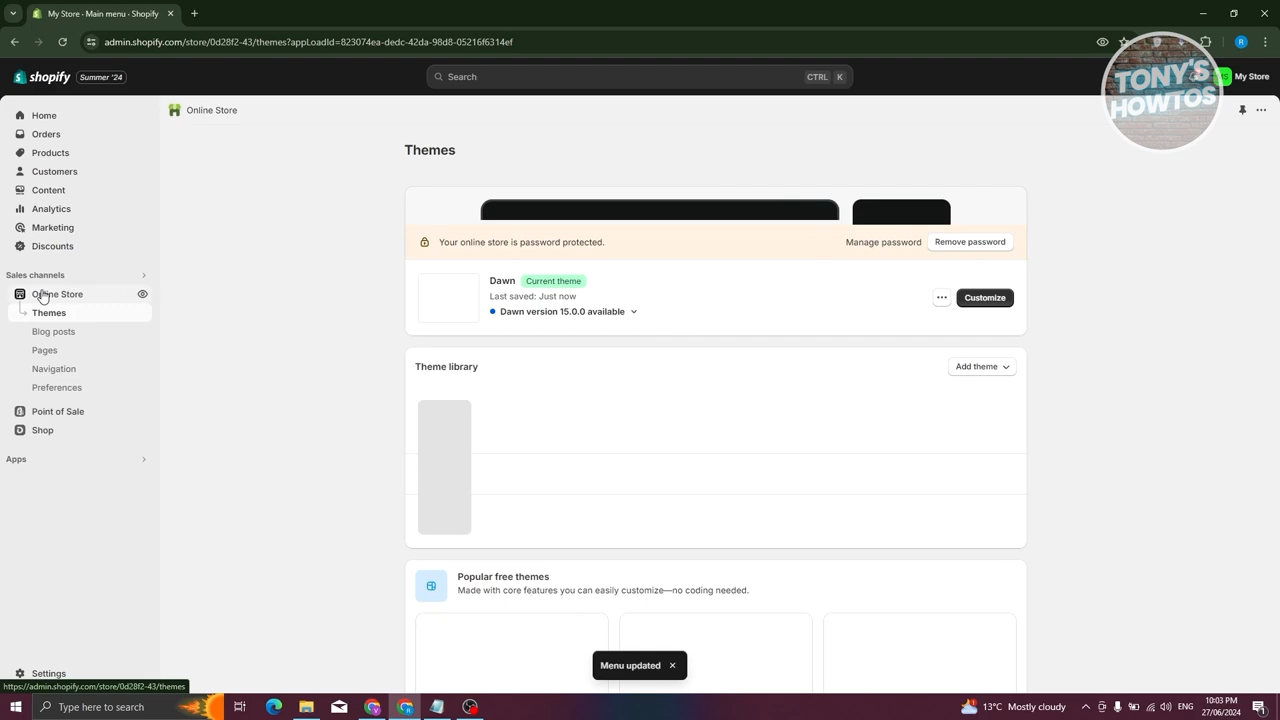 My Store · Main menu · Shopify
admin.shopify.com/store/0d28f2-43/themes?appLoadId=823074ea-dedc-42da-98d8-05216f6314ef
R
shopify
Summer '24
Search
CTRL
K
MS
My Store
TONY'S
HOWTOS
Home
Orders
Products
Customers
Content
Analytics
Marketing
Discounts
Sales channels
Online Store
Themes
Blog posts
Pages
Navigation
Preferences
Point of Sale
Shop
Apps
Settings
Online Store
Themes
Your online store is password protected.
Manage password
Remove password
Dawn
Current theme
Last saved: Just now
Dawn version 15.0.0 available
Customize
Theme library
Add theme
Popular free themes
Made with core features you can easily customize—no coding needed.
Menu updated
https://admin.shopify.com/store/0d28f2-43/themes
Type here to search
13°C Mostly cloudy
ENG
10:03 PM
27/06/2024